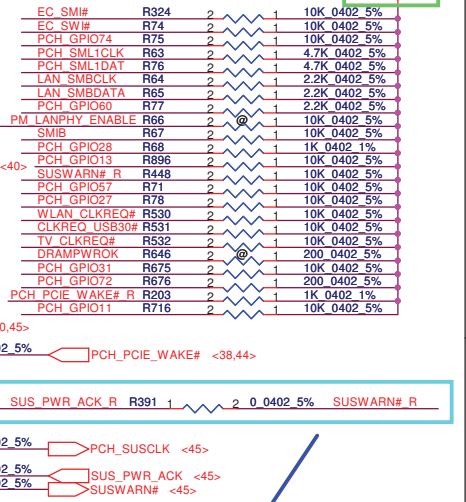 EC_SMI# R324 2 1 10K_0402_5%
EC_SWI# R74 2 1 10K_0402_5%
PCH_GPIO74 R75 2 1 10K_0402_5%
PCH_SML1CLK R63 2 1 4.7K_0402_5%
PCH_SML1DAT R76 2 1 4.7K_0402_5%
LAN_SMBCLK R64 2 1 2.2K_0402_5%
LAN_SMBDATA R65 2 1 2.2K_0402_5%
PCH_GPIO60 R77 2 1 2.2K_0402_5%
PM_LANPHY_ENABLE R66 2 @ 1 10K_0402_5%
SMIB R67 2 1 10K_0402_5%
PCH_GPIO28 R68 2 1 1K_0402_1%
PCH_GPIO13 R896 2 1 10K_0402_5%
<40> SUSWARN#_R R448 2 1 10K_0402_5%
PCH_GPIO57 R71 2 1 10K_0402_5%
PCH_GPIO27 R78 2 1 10K_0402_5%
WLAN_CLKREQ# R530 2 1 10K_0402_5%
CLKREQ_USB30# R531 2 1 10K_0402_5%
TV_CLKREQ# R532 2 1 10K_0402_5%
DRAMPWROK R646 2 @ 1 200_0402_5%
PCH_GPIO31 R675 2 1 10K_0402_5%
PCH_GPIO72 R676 2 1 200_0402_5%
PCH_PCIE_WAKE#_R R203 2 1 1K_0402_1%
PCH_GPIO11 R716 2 1 10K_0402_5%
0,45>
02_5% PCH_PCIE_WAKE# <38,44>
SUS_PWR_ACK_R R391 1 2 0_0402_5% SUSWARN#_R
02_5% PCH_SUSCLK <45>
02_5% SUS_PWR_ACK <45>
02_5% SUSWARN# <45>